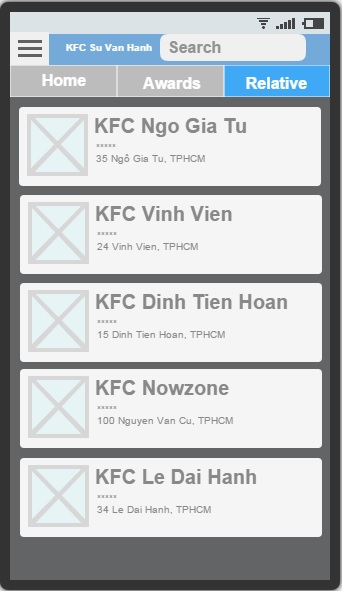 KFC Su Van Hanh
Search
Home
Awards
Relative
KFC Ngo Gia Tu
*****
35 Ngô Gia Tu, TPHCM
KFC Vinh Vien
*****
24 Vinh Vien, TPHCM
KFC Dinh Tien Hoan
*****
15 Dinh Tien Hoan, TPHCM
KFC Nowzone
*****
100 Nguyen Van Cu, TPHCM
KFC Le Dai Hanh
*****
34 Le Dai Hanh, TPHCM